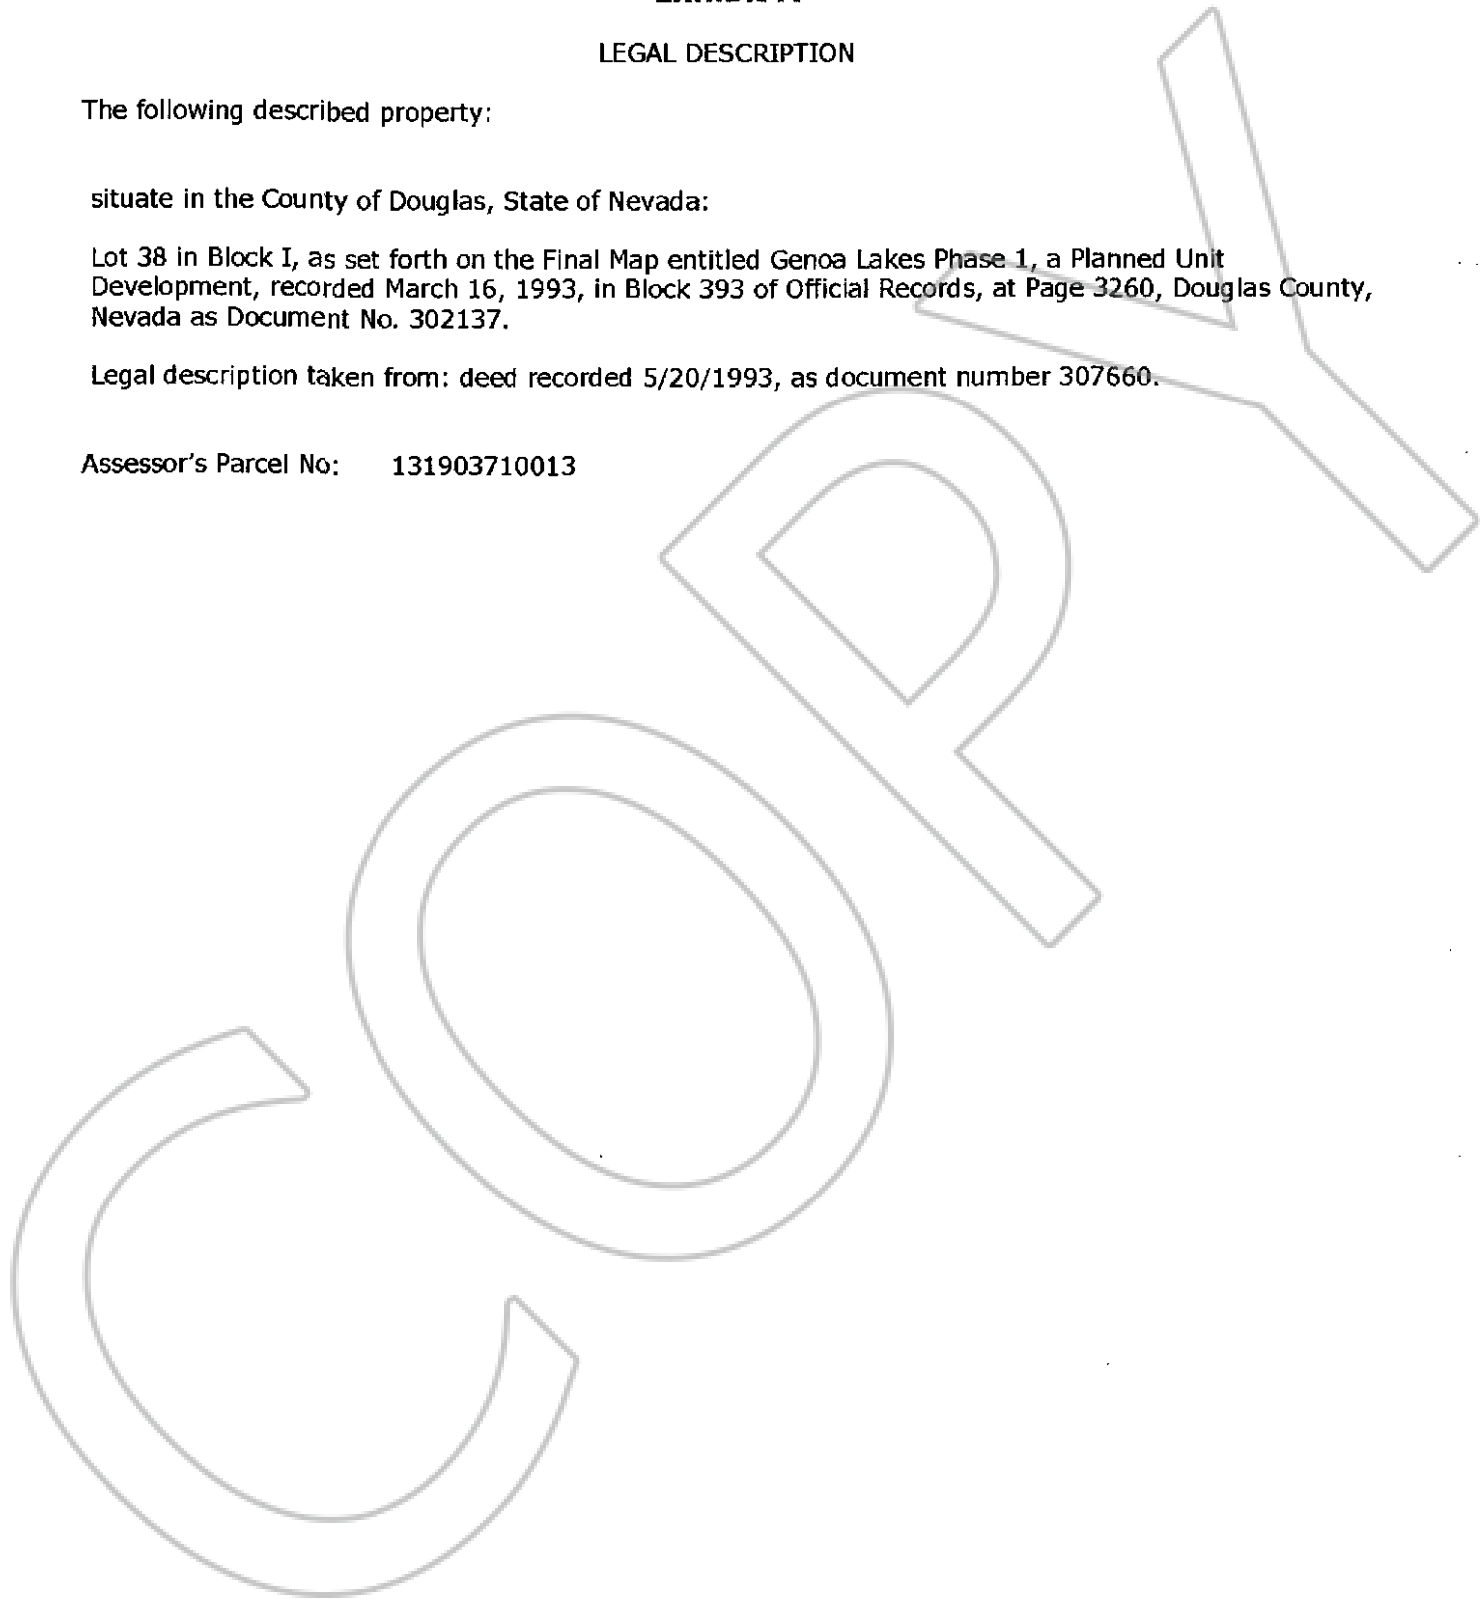 LEGAL DESCRIPTION
The following described property:
situate in the County of Douglas, State of Nevada:
Lot 38 in Block I, as set forth on the Final Map entitled Genoa Lakes Phase 1, a Planned Unit
Development, recorded March 16, 1993, in Block 393 of Official Records, at Page 3260, Douglas County,
Nevada as Document No. 302137.
Legal description taken from: deed recorded 5/20/1993, as document number 307660.
Assessor's Parcel No: 131903710013
COPY